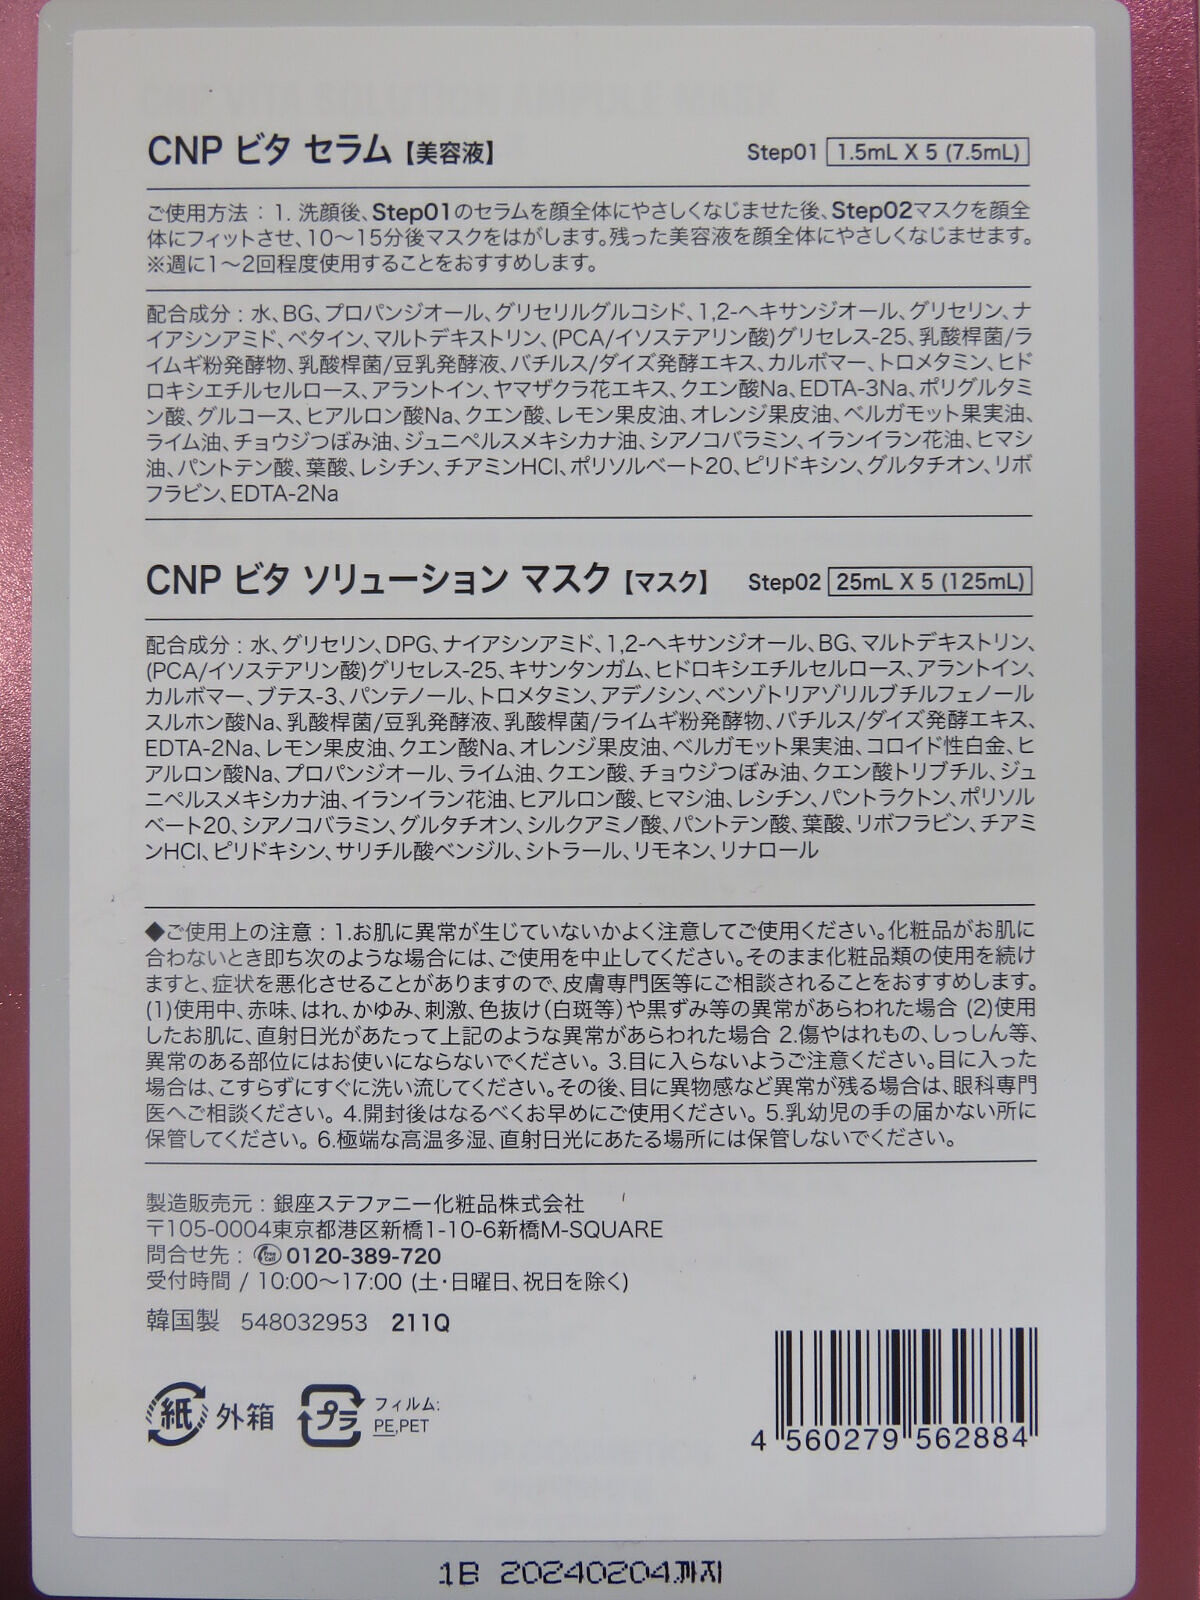 CNP ビタ セラム【美容液】 Step01 1.5mL X 5 (7.5mL)
ご使用方法：1. 洗顔後、Step01のセラムを顔全体にやさしくなじませた後、Step02マスクを顔全
体にフィットさせ、10～15分後マスクをはがします。残った美容液を顔全体にやさしくなじませます。
※週に1～2回程度使用することをおすすめします。
配合成分：水、BG、プロパンジオール、グリセリルグルコシド、1,2-ヘキサンジオール、グリセリン、ナ
イアシンアミド、ベタイン、マルトデキストリン、(PCA/イソステアリン酸)グリセレス-25、乳酸桿菌/ラ
イムギ粉発酵物、乳酸桿菌/豆乳発酵液、バチルス/ダイズ発酵エキス、カルボマー、トロメタミン、ヒド
ロキシエチルセルロース、アラントイン、ヤマザクラ花エキス、クエン酸Na、EDTA-3Na、ポリグルタミ
ン酸、グルコース、ヒアルロン酸Na、クエン酸、レモン果皮油、オレンジ果皮油、ベルガモット果実油、
ライム油、チョウジつぼみ油、ジュニペルスメキシカナ油、シアノコバラミン、イランイラン花油、ヒマシ
油、パントテン酸、葉酸、レシチン、チアミンHCl、ポリソルベート20、ピリドキシン、グルタチオン、リボ
フラビン、EDTA-2Na
CNP ビタ ソリューション マスク【マスク】 Step02 25mL X 5 (125mL)
配合成分：水、グリセリン、DPG、ナイアシンアミド、1,2-ヘキサンジオール、BG、マルトデキストリン、
(PCA/イソステアリン酸)グリセレス-25、キサンタンガム、ヒドロキシエチルセルロース、アラントイン、
カルボマー、ブテス-3、パンテノール、トロメタミン、アデノシン、ベンゾトリアゾリルブチルフェノール
スルホン酸Na、乳酸桿菌/豆乳発酵液、乳酸桿菌/ライムギ粉発酵物、バチルス/ダイズ発酵エキス、
EDTA-2Na、レモン果皮油、クエン酸Na、オレンジ果皮油、ベルガモット果実油、コロイド性白金、ヒ
アルロン酸Na、プロパンジオール、ライム油、クエン酸、チョウジつぼみ油、クエン酸トリブチル、ジュ
ニペルスメキシカナ油、イランイラン花油、ヒアルロン酸、ヒマシ油、レシチン、パントラクトン、ポリソル
ベート20、シアノコバラミン、グルタチオン、シルクアミノ酸、パントテン酸、葉酸、リボフラビン、チアミ
ンHCl、ピリドキシン、サリチル酸ベンジル、シトラール、リモネン、リナロール
◆ご使用上の注意：1.お肌に異常が生じていないかよく注意してご使用ください。化粧品がお肌に
合わないとき即ち次のような場合には、ご使用を中止してください。そのまま化粧品類の使用を続け
ますと、症状を悪化させることがありますので、皮膚専門医等にご相談されることをおすすめします。
(1)使用中、赤味、はれ、かゆみ、刺激、色抜け（白斑等）や黒ずみ等の異常があらわれた場合 (2)使用
したお肌に、直射日光があたって上記のような異常があらわれた場合 2.傷やはれもの、しっしん等、
異常のある部位にはお使いにならないでください。 3.目に入らないようご注意ください。目に入った
場合は、こすらずにすぐに洗い流してください。その後、目に異物感など異常が残る場合は、眼科専門
医へご相談ください。 4.開封後はなるべくお早めにご使用ください。 5.乳幼児の手の届かない所に
保管してください。 6.極端な高温多湿、直射日光にあたる場所には保管しないでください。
製造販売元：銀座ステファニー化粧品株式会社
〒105-0004東京都港区新橋1-10-6新橋M-SQUARE
問合せ先：Free Call 0120-389-720
受付時間 / 10:00～17:00 (土・日曜日、祝日を除く)
韓国製 548032953 211Q
紙 外箱 プラ フィルム:
PE,PET
4 560279 562884
1B 20240204까지